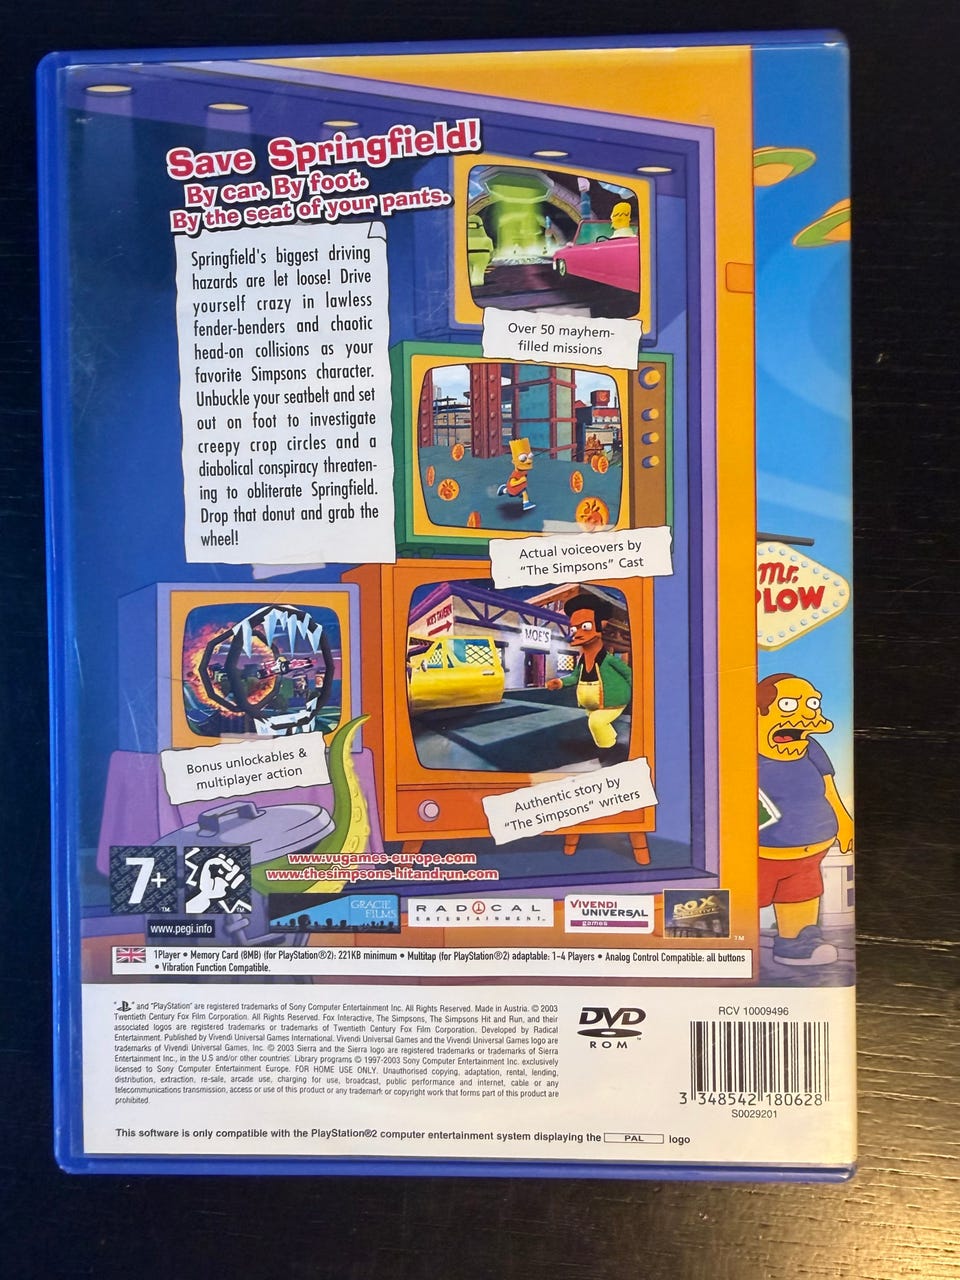 Save Springfield!
By car. By foot.
By the seat of your pants.
Springfield's biggest driving
hazards are let loose! Drive
yourself crazy in lawless
fender-benders and chaotic
head-on collisions as your
favorite Simpsons character.
Unbuckle your seatbelt and set
out on foot to investigate
creepy crop circles and a
diabolical conspiracy threaten-
ing to obliterate Springfield.
Drop that donut and grab the
wheel!
Over 50 mayhem-
filled missions
Actual voiceovers by
"The Simpsons" Cast
MOE'S TAVERN
MOE'S
Bonus unlockables &
multiplayer action
Authentic story by
"The Simpsons" writers
Mr.
PLOW
www.vugames-europe.com
www.thesimpsons-hitandrun.com
7+
www.pegi.info
GRACIE
FILMS
RADICAL
ENTERTAINMENT
VIVENDI
UNIVERSAL
games
FOX
INTERACTIVE
1Player • Memory Card (8MB) (for PlayStation®2): 221KB minimum • Multitap (for PlayStation®2) adaptable: 1-4 Players • Analog Control Compatible: all buttons
• Vibration Function Compatible.
" " and "PlayStation" are registered trademarks of Sony Computer Entertainment Inc. All Rights Reserved. Made in Austria. © 2003
Twentieth Century Fox Film Corporation. All Rights Reserved. Fox Interactive, The Simpsons, The Simpsons Hit and Run, and their
associated logos are registered trademarks or trademarks of Twentieth Century Fox Film Corporation. Developed by Radical
Entertainment. Published by Vivendi Universal Games International. Vivendi Universal Games and the Vivendi Universal Games logo are
trademarks of Vivendi Universal Games, Inc. © 2003 Sierra and the Sierra logo are registered trademarks or trademarks of Sierra
Entertainment Inc., in the U.S and/or other countries. Library programs © 1997-2003 Sony Computer Entertainment Inc. exclusively
licensed to Sony Computer Entertainment Europe. FOR HOME USE ONLY. Unauthorised copying, adaptation, rental, lending,
distribution, extraction, re-sale, arcade use, charging for use, broadcast, public performance and internet, cable or any
telecommunications transmission, access or use of this product or any trademark or copyright work that forms part of this product are
prohibited.
DVD
ROM
RCV 10009496
3 348542 180628
S0029201
This software is only compatible with the PlayStation®2 computer entertainment system displaying the PAL logo